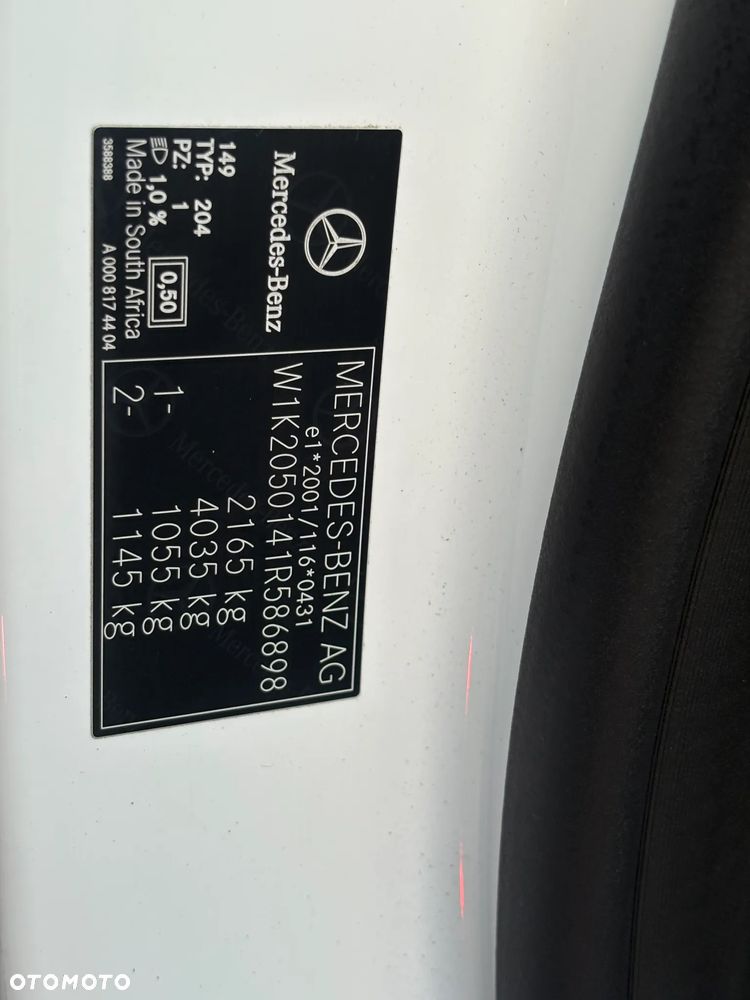 Mercedes-Benz
149
TYP: 204
PZ: 1
1,0 %
0,50
Made in South Africa
3588388
A 000 817 44 04
MERCEDES-BENZ AG
e1*2001/116*0431
W1K2050141R586898
2165 kg
4035 kg
1- 1055 kg
2- 1145 kg
OTOMOTO